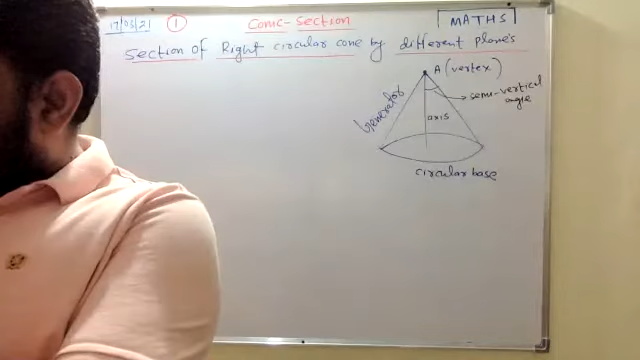 17/05/21 1 Conic-Section MATHS
Section of Right circular cone by different plane's
A (vertex)
semi-vertical
angle
Generator
axis
circular base